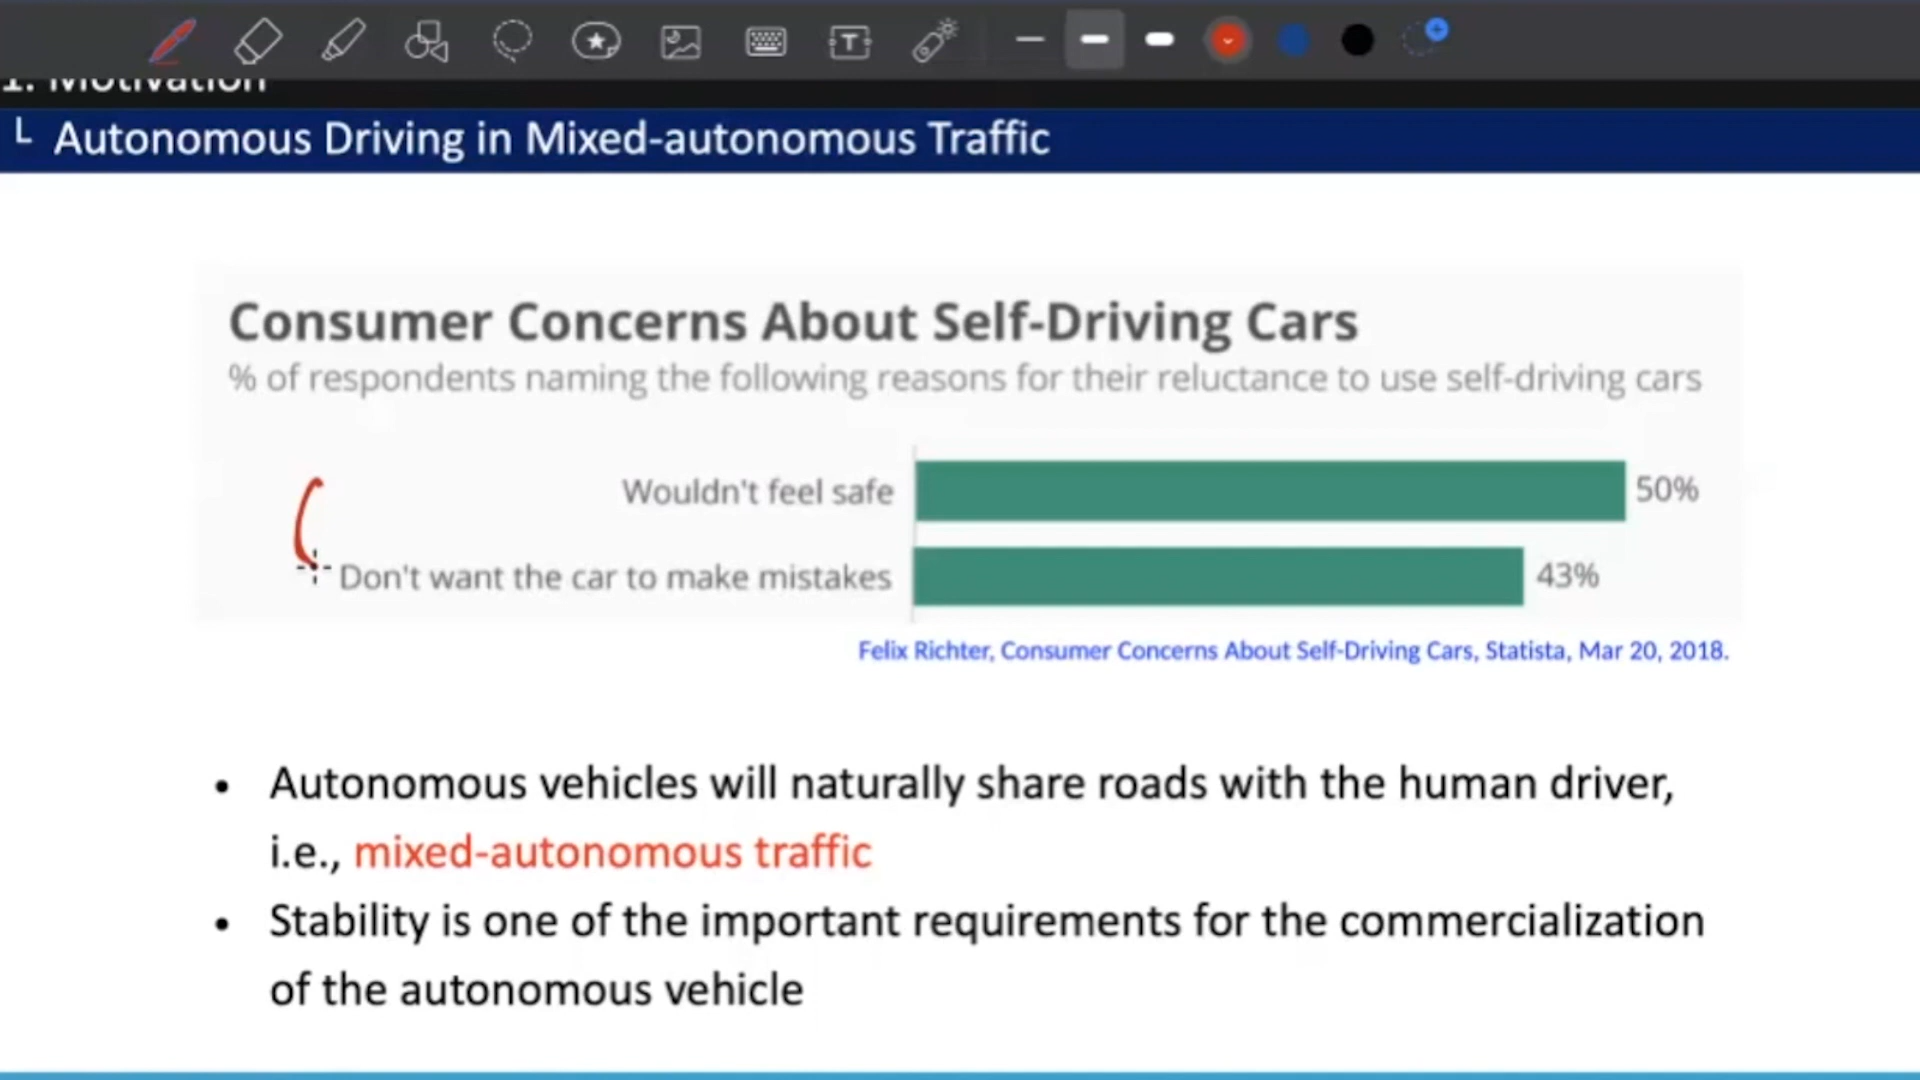 1. Motivation
└ Autonomous Driving in Mixed-autonomous Traffic
Consumer Concerns About Self-Driving Cars
% of respondents naming the following reasons for their reluctance to use self-driving cars
Wouldn't feel safe 50%
Don't want the car to make mistakes 43%
Felix Richter, Consumer Concerns About Self-Driving Cars, Statista, Mar 20, 2018.
• Autonomous vehicles will naturally share roads with the human driver,
i.e., mixed-autonomous traffic
• Stability is one of the important requirements for the commercialization
of the autonomous vehicle